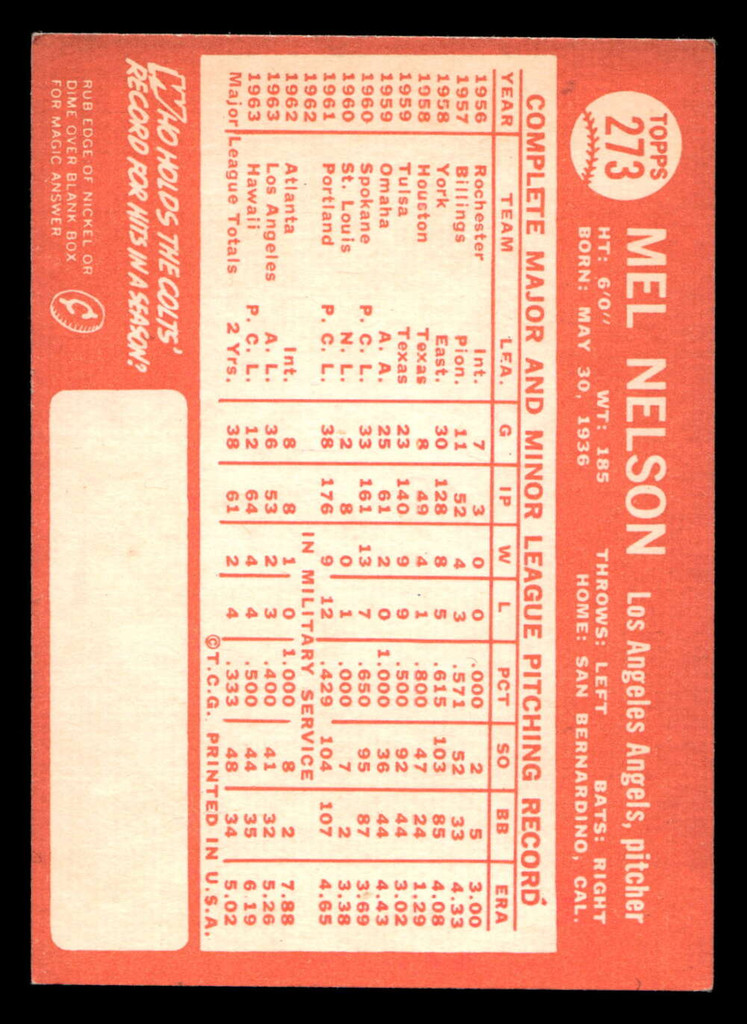 TOPPS
273
MEL NELSON Los Angeles Angels, pitcher
HT: 6'0" WT: 185 THROWS: LEFT BATS: RIGHT
BORN: MAY 30, 1936 HOME: SAN BERNARDINO, CAL.
COMPLETE MAJOR AND MINOR LEAGUE PITCHING RECORD
YEAR TEAM LEA. G IP W L PCT SO BB ERA
1956 Rochester Int. 7 3 0 0 .000 2 5 3.00
1957 Billings Pion. 11 52 4 3 .571 52 33 4.33
1958 York East. 30 128 8 5 .615 103 85 4.08
1958 Houston Texas 8 49 4 1 .800 47 24 1.29
1959 Tulsa Texas 23 140 9 9 .500 92 44 3.02
1959 Omaha A. A. 25 61 2 0 1.000 36 44 4.43
1960 Spokane P. C. L. 33 161 13 7 .650 95 87 3.69
1960 St. Louis N. L. 2 8 0 1 .000 7 2 3.38
1961 Portland P. C. L. 38 176 9 12 .429 104 107 4.65
1962 IN MILITARY SERVICE
1962 Atlanta Int. 8 8 1 0 1.000 8 2 7.88
1963 Los Angeles A. L. 36 53 2 3 .400 41 32 5.26
1963 Hawaii P. C. L. 12 64 4 4 .500 44 35 6.19
Major League Totals 2 Yrs. 38 61 2 4 .333 48 34 5.02
© T.C.G. PRINTED IN U.S.A.
WHO HOLDS THE COLTS'
RECORD FOR HITS IN A SEASON?
RUB EDGE OF NICKEL OR
DIME OVER BLANK BOX
FOR MAGIC ANSWER